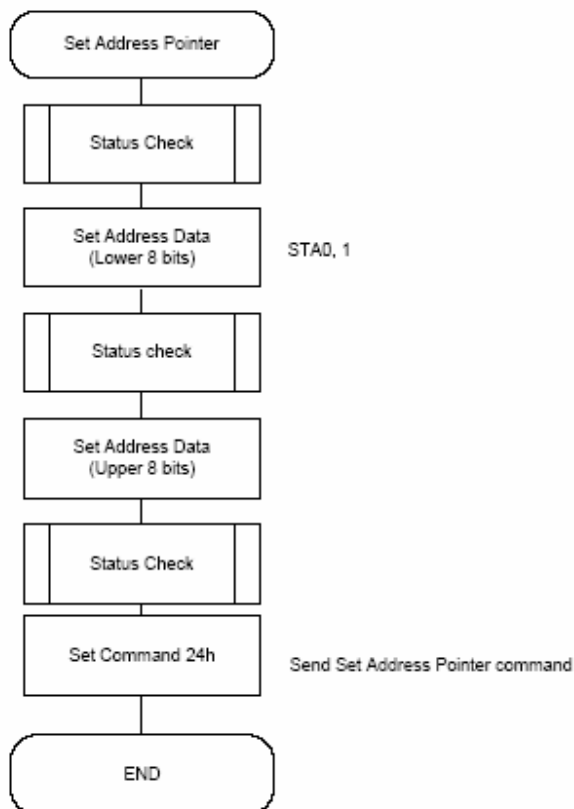 Set Address Pointer
Status Check
Set Address Data
(Lower 8 bits)
STA0, 1
Status check
Set Address Data
(Upper 8 bits)
Status Check
Set Command 24h
Send Set Address Pointer command
END